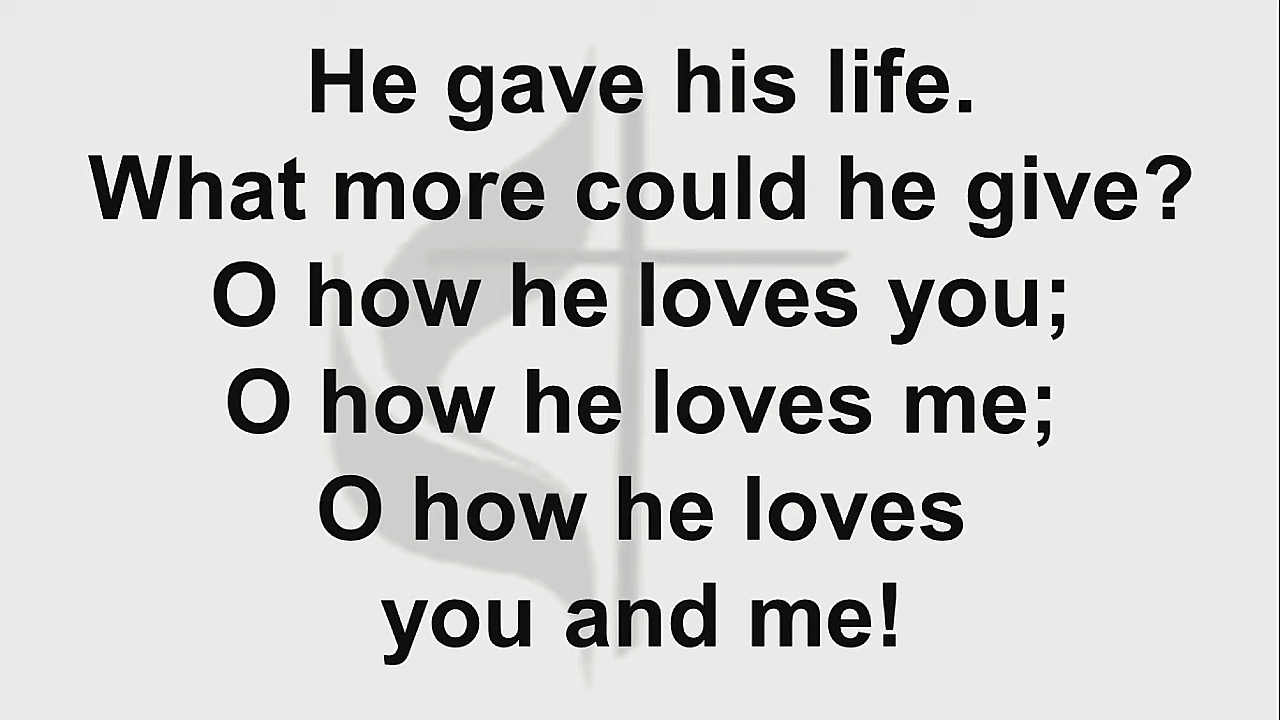 He gave his life.
What more could he give?
O how he loves you;
O how he loves me;
O how he loves
you and me!